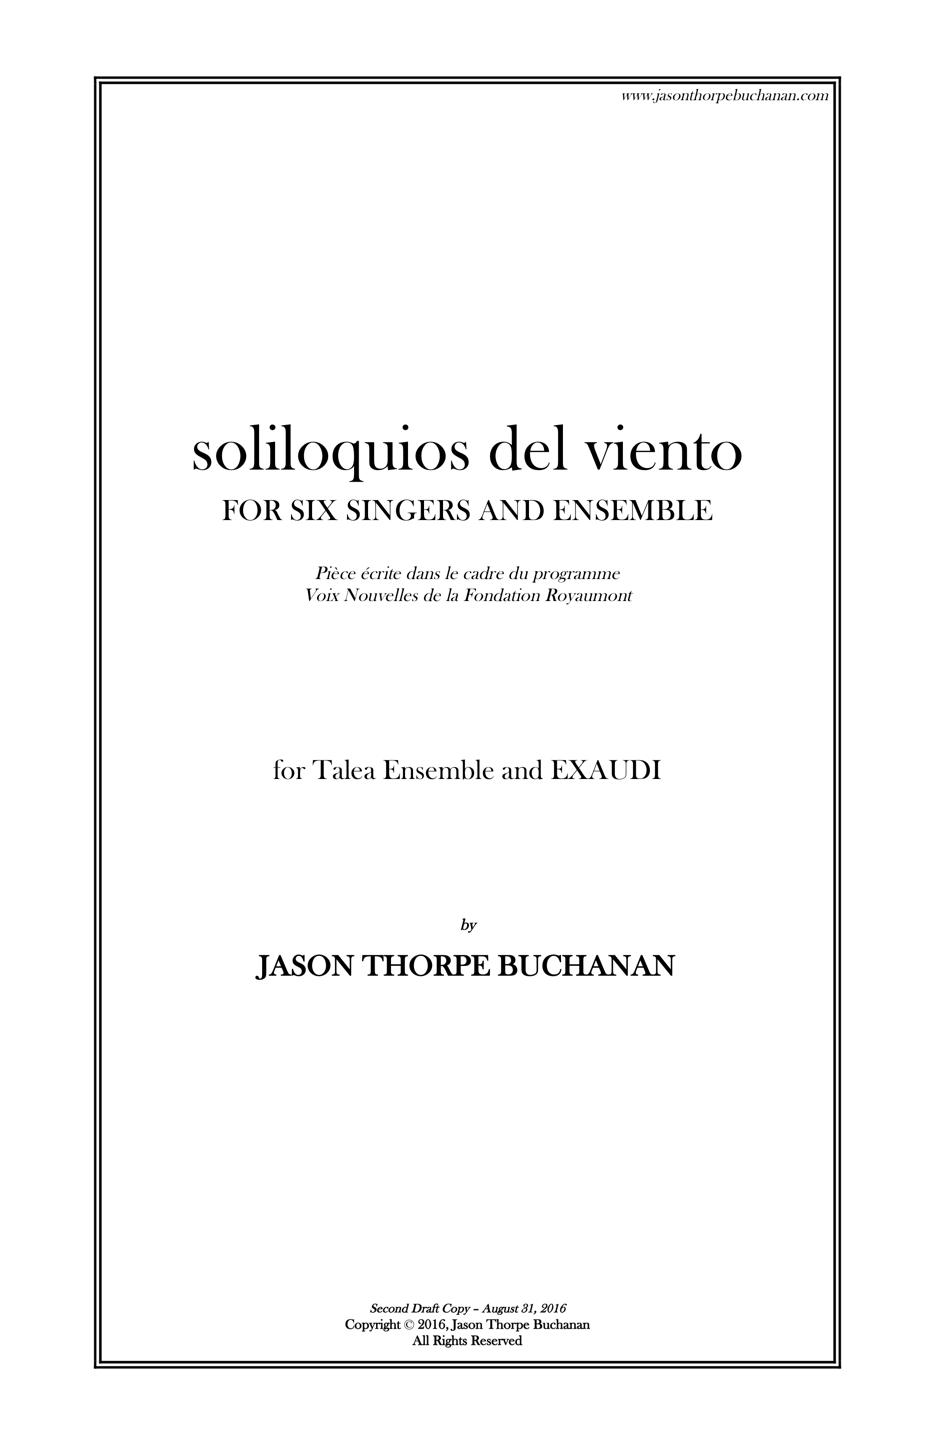 www.jasonthorpebuchanan.com
soliloquios del viento
FOR SIX SINGERS AND ENSEMBLE
Pièce écrite dans le cadre du programme
Voix Nouvelles de la Fondation Royaumont
for Talea Ensemble and EXAUDI
by
JASON THORPE BUCHANAN
Second Draft Copy – August 31, 2016
Copyright © 2016, Jason Thorpe Buchanan
All Rights Reserved